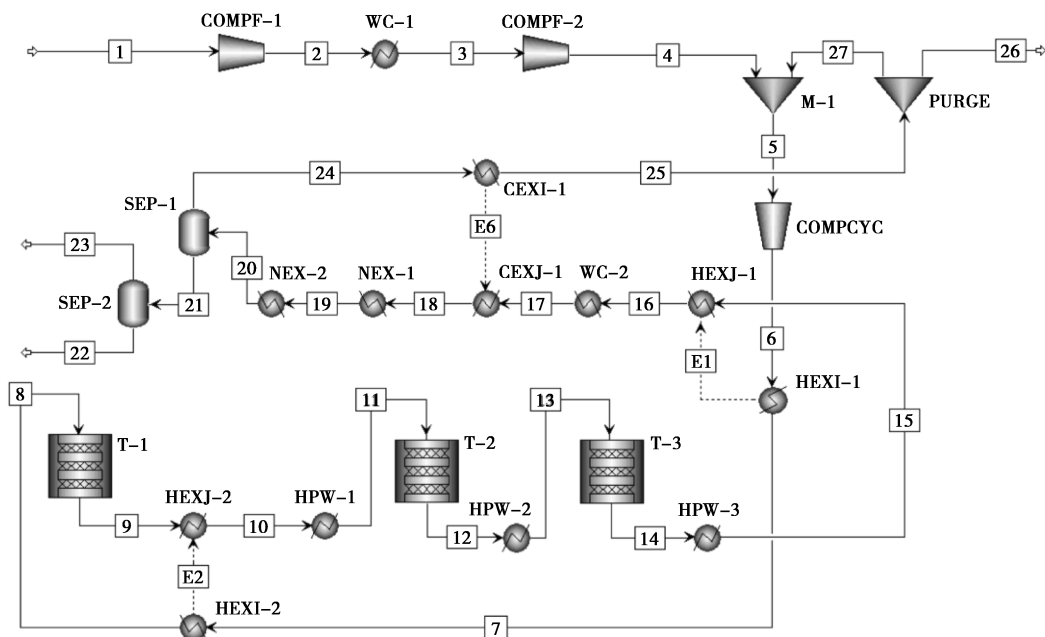 COMPF-1
WC-1
COMPF-2
1
2
3
4
27
26
M-1
PURGE
5
24
25
CEXI-1
SEP-1
COMPCYC
E6
23
20
NEX-2
NEX-1
CEXJ-1
WC-2
HEXJ-1
SEP-2
21
19
18
17
16
22
E1
6
HEXI-1
8
11
13
15
T-1
T-2
T-3
HEXJ-2
HPW-1
HPW-2
HPW-3
9
10
12
14
E2
HEXI-2
7